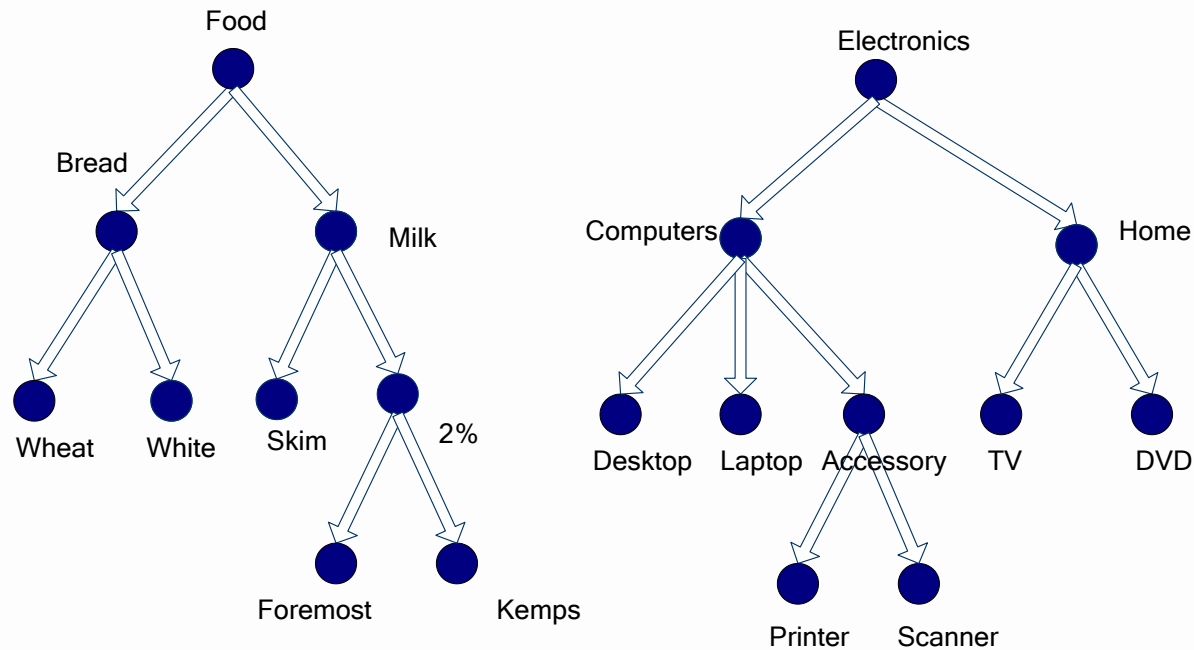 Food
Electronics
Bread
Milk
Computers
Home
Wheat
White
Skim
2%
Desktop
Laptop
Accessory
TV
DVD
Foremost
Kemps
Printer
Scanner